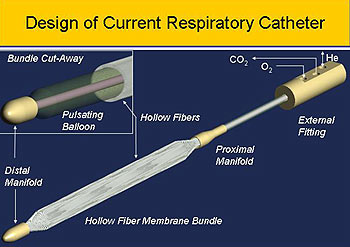 Design of Current Respiratory Catheter
Bundle Cut-Away
CO₂
O₂
He
Pulsating
Balloon
Hollow Fibers
External
Fitting
Proximal
Manifold
Distal
Manifold
Hollow Fiber Membrane Bundle